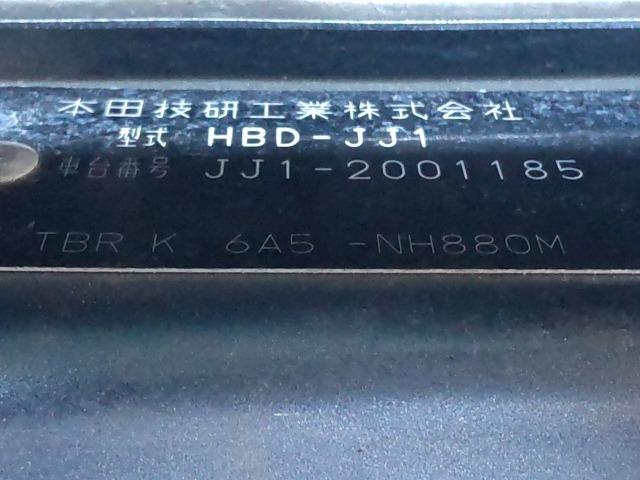 本田技研工業株式会社
型式 HBD-JJ1
車台番号 JJ1-2001185
TBR K 6A5 -NH880M